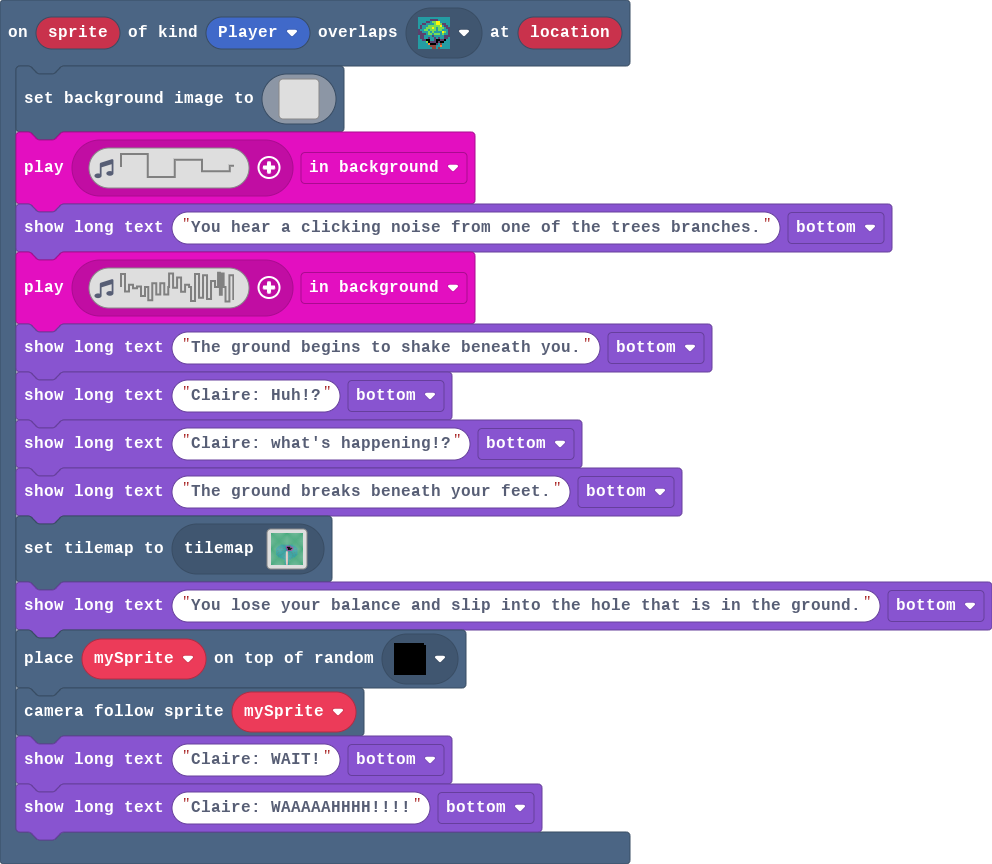 on sprite of kind Player overlaps at location
set background image to
play in background
show long text "You hear a clicking noise from one of the trees branches." bottom
play in background
show long text "The ground begins to shake beneath you." bottom
show long text "Claire: Huh!?" bottom
show long text "Claire: what's happening!?" bottom
show long text "The ground breaks beneath your feet." bottom
set tilemap to tilemap
show long text "You lose your balance and slip into the hole that is in the ground." bottom
place mySprite on top of random
camera follow sprite mySprite
show long text "Claire: WAIT!" bottom
show long text "Claire: WAAAAAHHHH!!!!" bottom